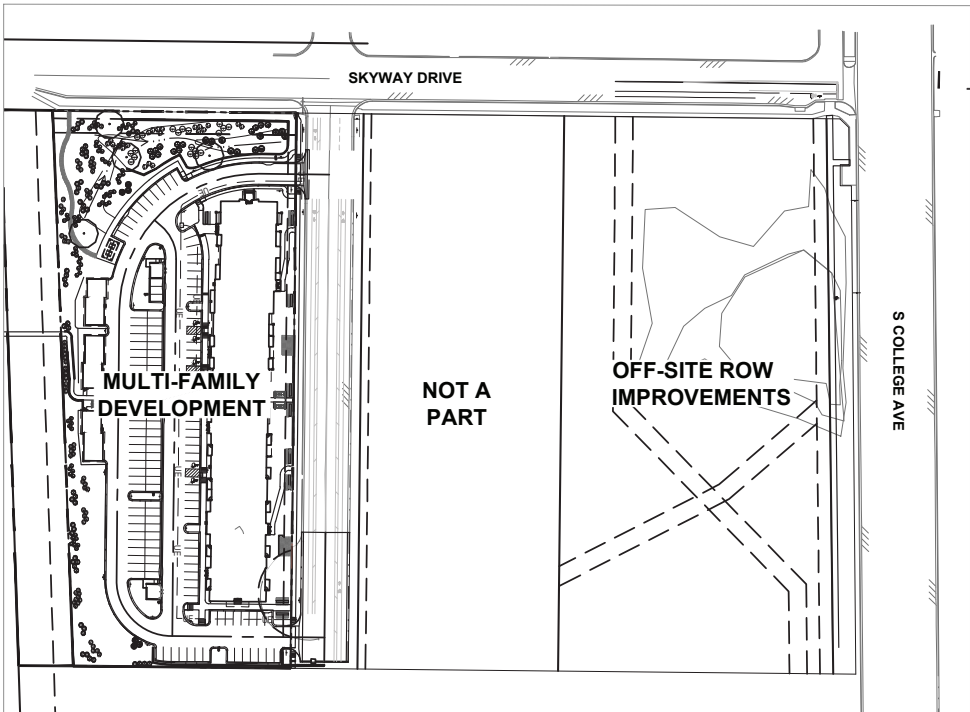 SKYWAY DRIVE
MULTI-FAMILY
DEVELOPMENT
NOT A
PART
OFF-SITE ROW
IMPROVEMENTS
S COLLEGE AVE